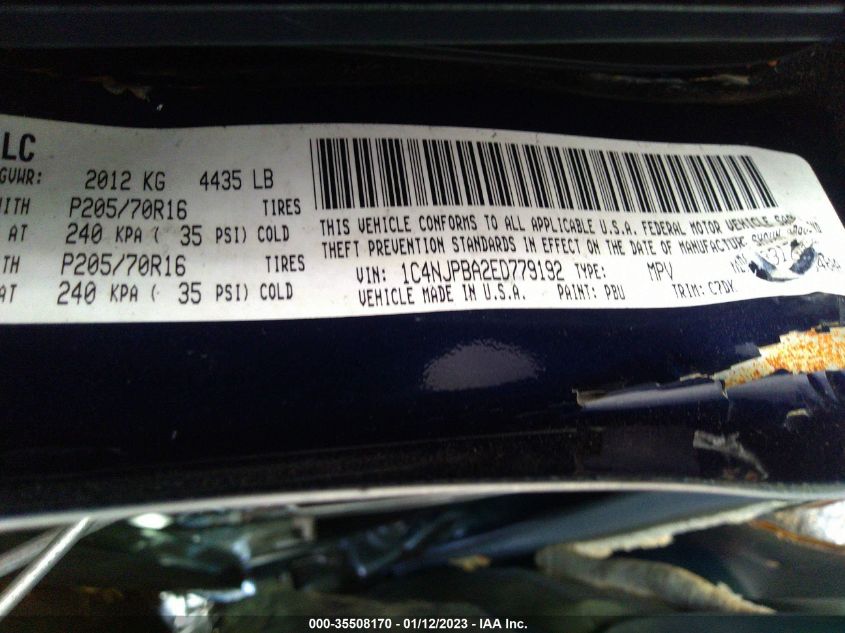 LC
GVWR: 2012 KG 4435 LB
WITH P205/70R16 TIRES
AT 240 KPA ( 35 PSI) COLD
TH P205/70R16 TIRES
AT 240 KPA ( 35 PSI) COLD
THIS VEHICLE CONFORMS TO ALL APPLICABLE U.S.A. FEDERAL MOTOR VEHICLE
THEFT PREVENTION STANDARDS IN EFFECT ON THE DATE OF MANUFACTURE SHOWN
VIN: 1C4NJPBA2ED779192 TYPE: MPV
VEHICLE MADE IN U.S.A. PAINT: PBU TRIM: C7DV
000-35508170 - 01/12/2023 - IAA Inc.